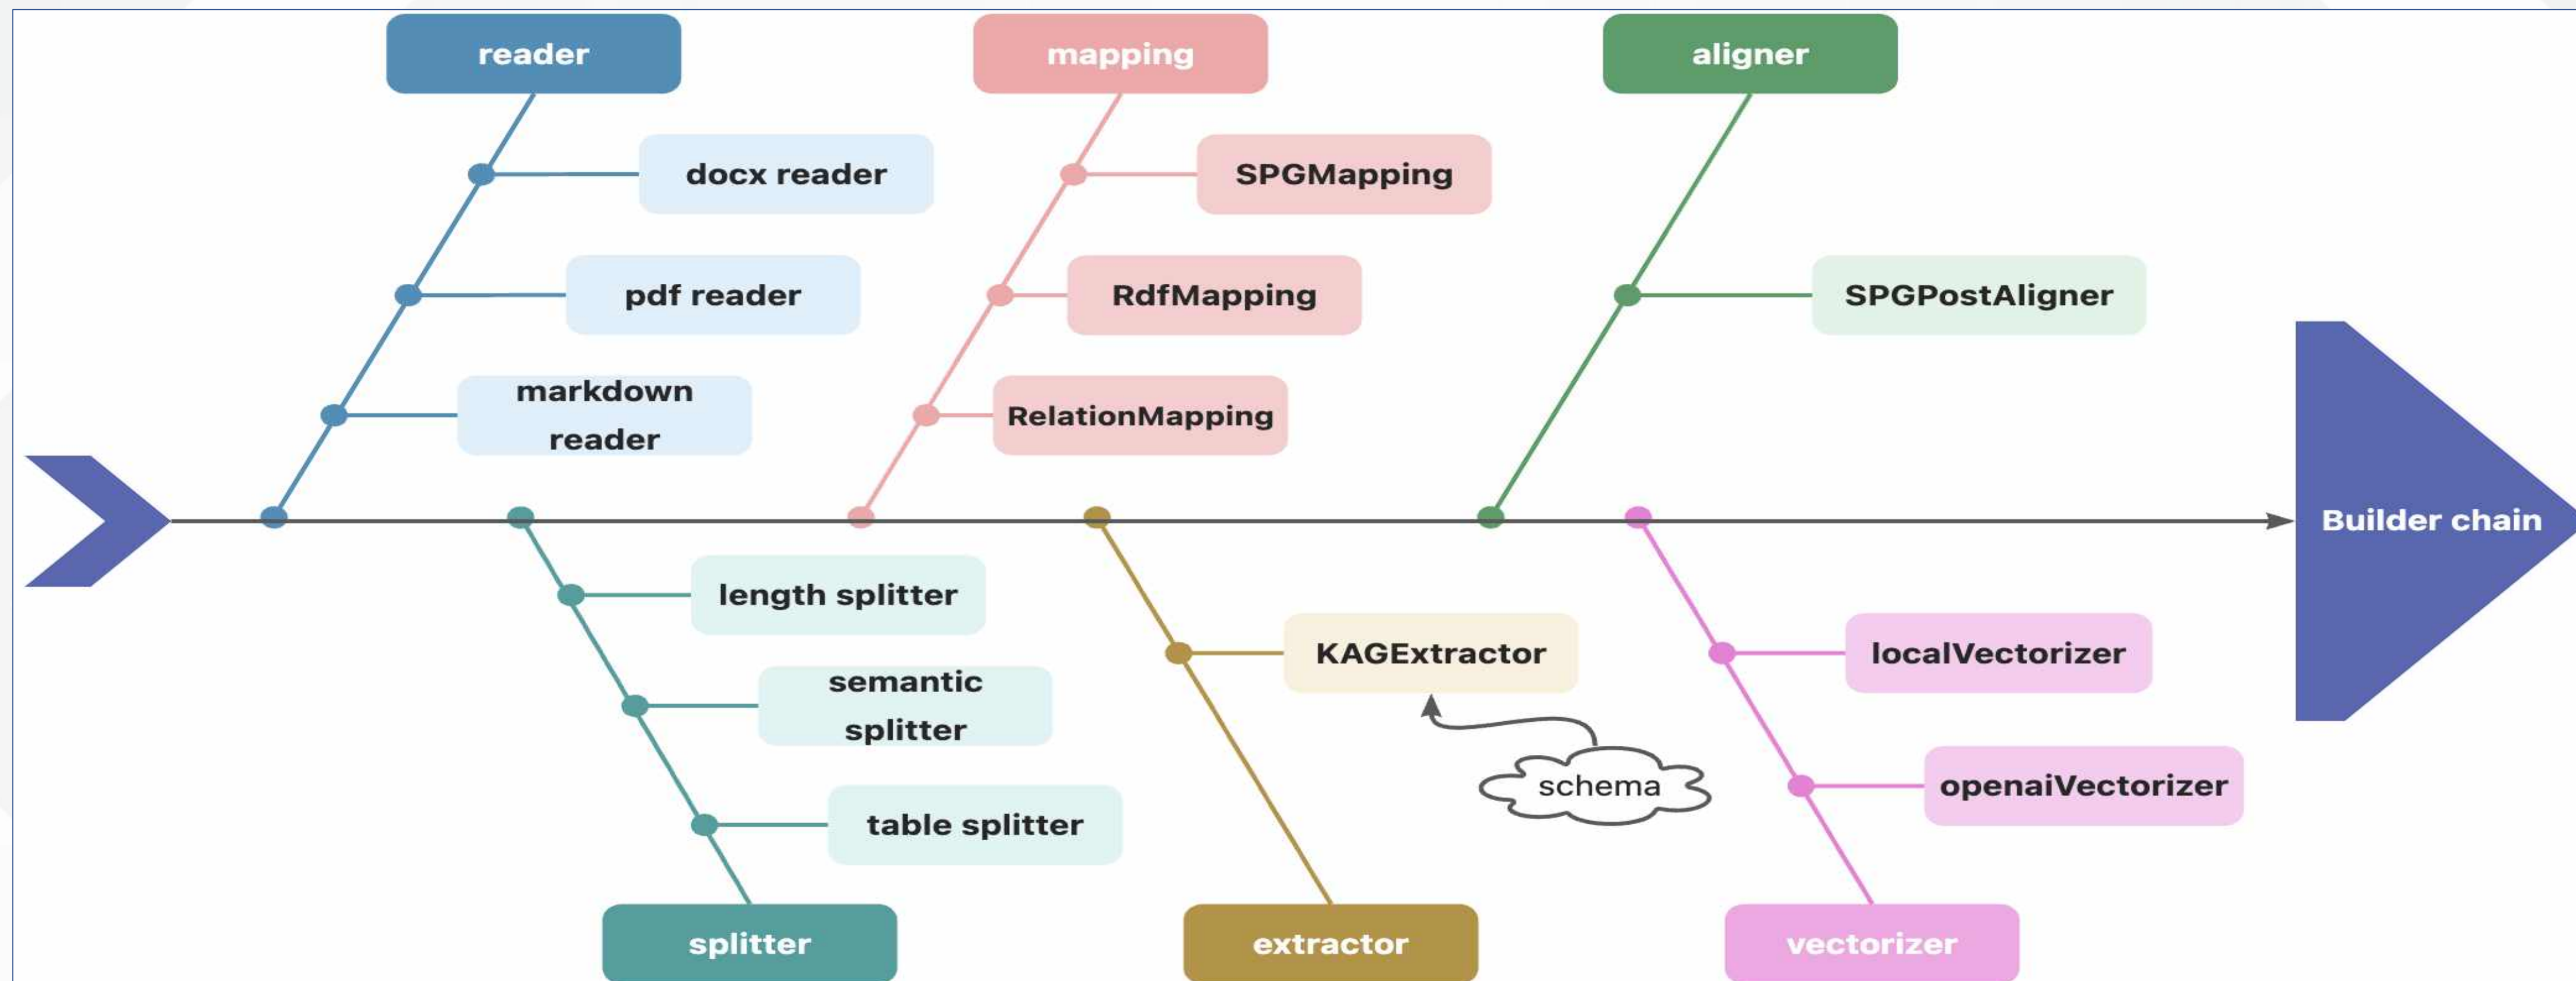 reader
mapping
aligner
docx reader
SPGMapping
pdf reader
RdfMapping
SPGPostAligner
markdown
reader
RelationMapping
Builder chain
length splitter
KAGExtractor
localVectorizer
semantic
splitter
schema
openaiVectorizer
table splitter
splitter
extractor
vectorizer